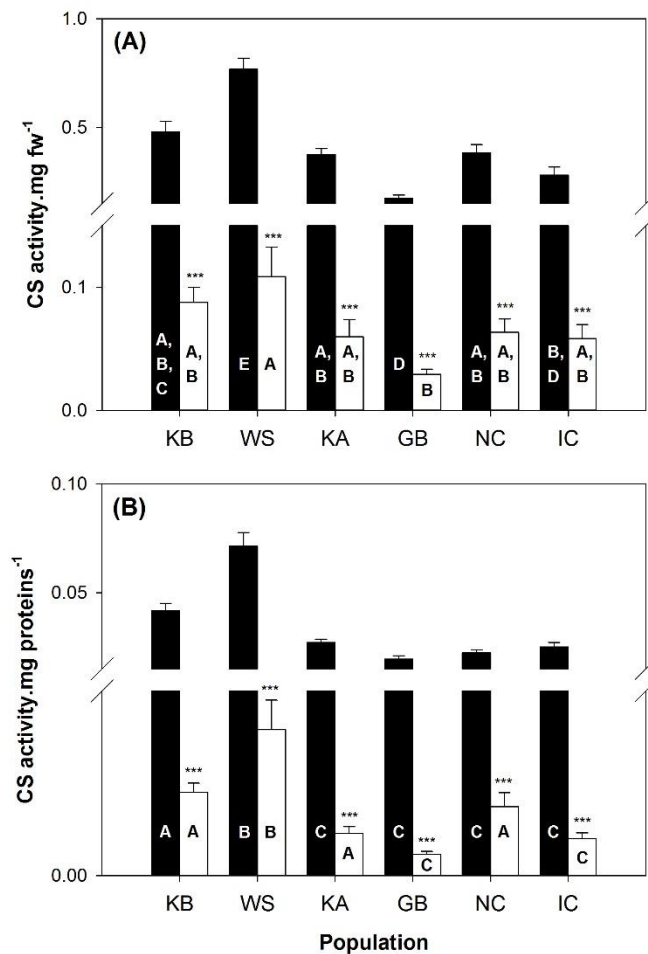 (A)
1.0
0.5
0.1
0.0
CS activity.mg fw⁻¹
***
***
***
***
***
***
A,
B,
C
A,
B
E
A
A,
B
A,
B
D
B
A,
B
A,
B
B,
D
A,
B
KB WS KA GB NC IC
(B)
0.10
0.05
0.00
CS activity.mg proteins⁻¹
***
***
***
***
***
***
A A B B C A C C C A C C
KB WS KA GB NC IC
Population